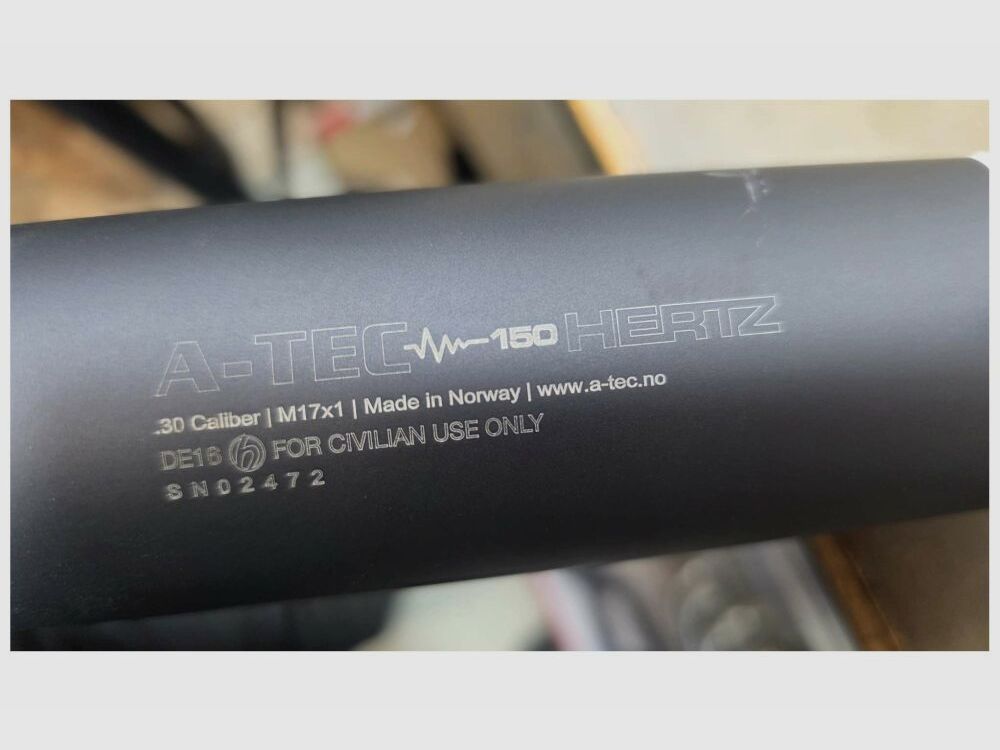 A-TEC 150 HERTZ
.30 Caliber | M17x1 | Made in Norway | www.a-tec.no
DE16 FOR CIVILIAN USE ONLY
SN02472